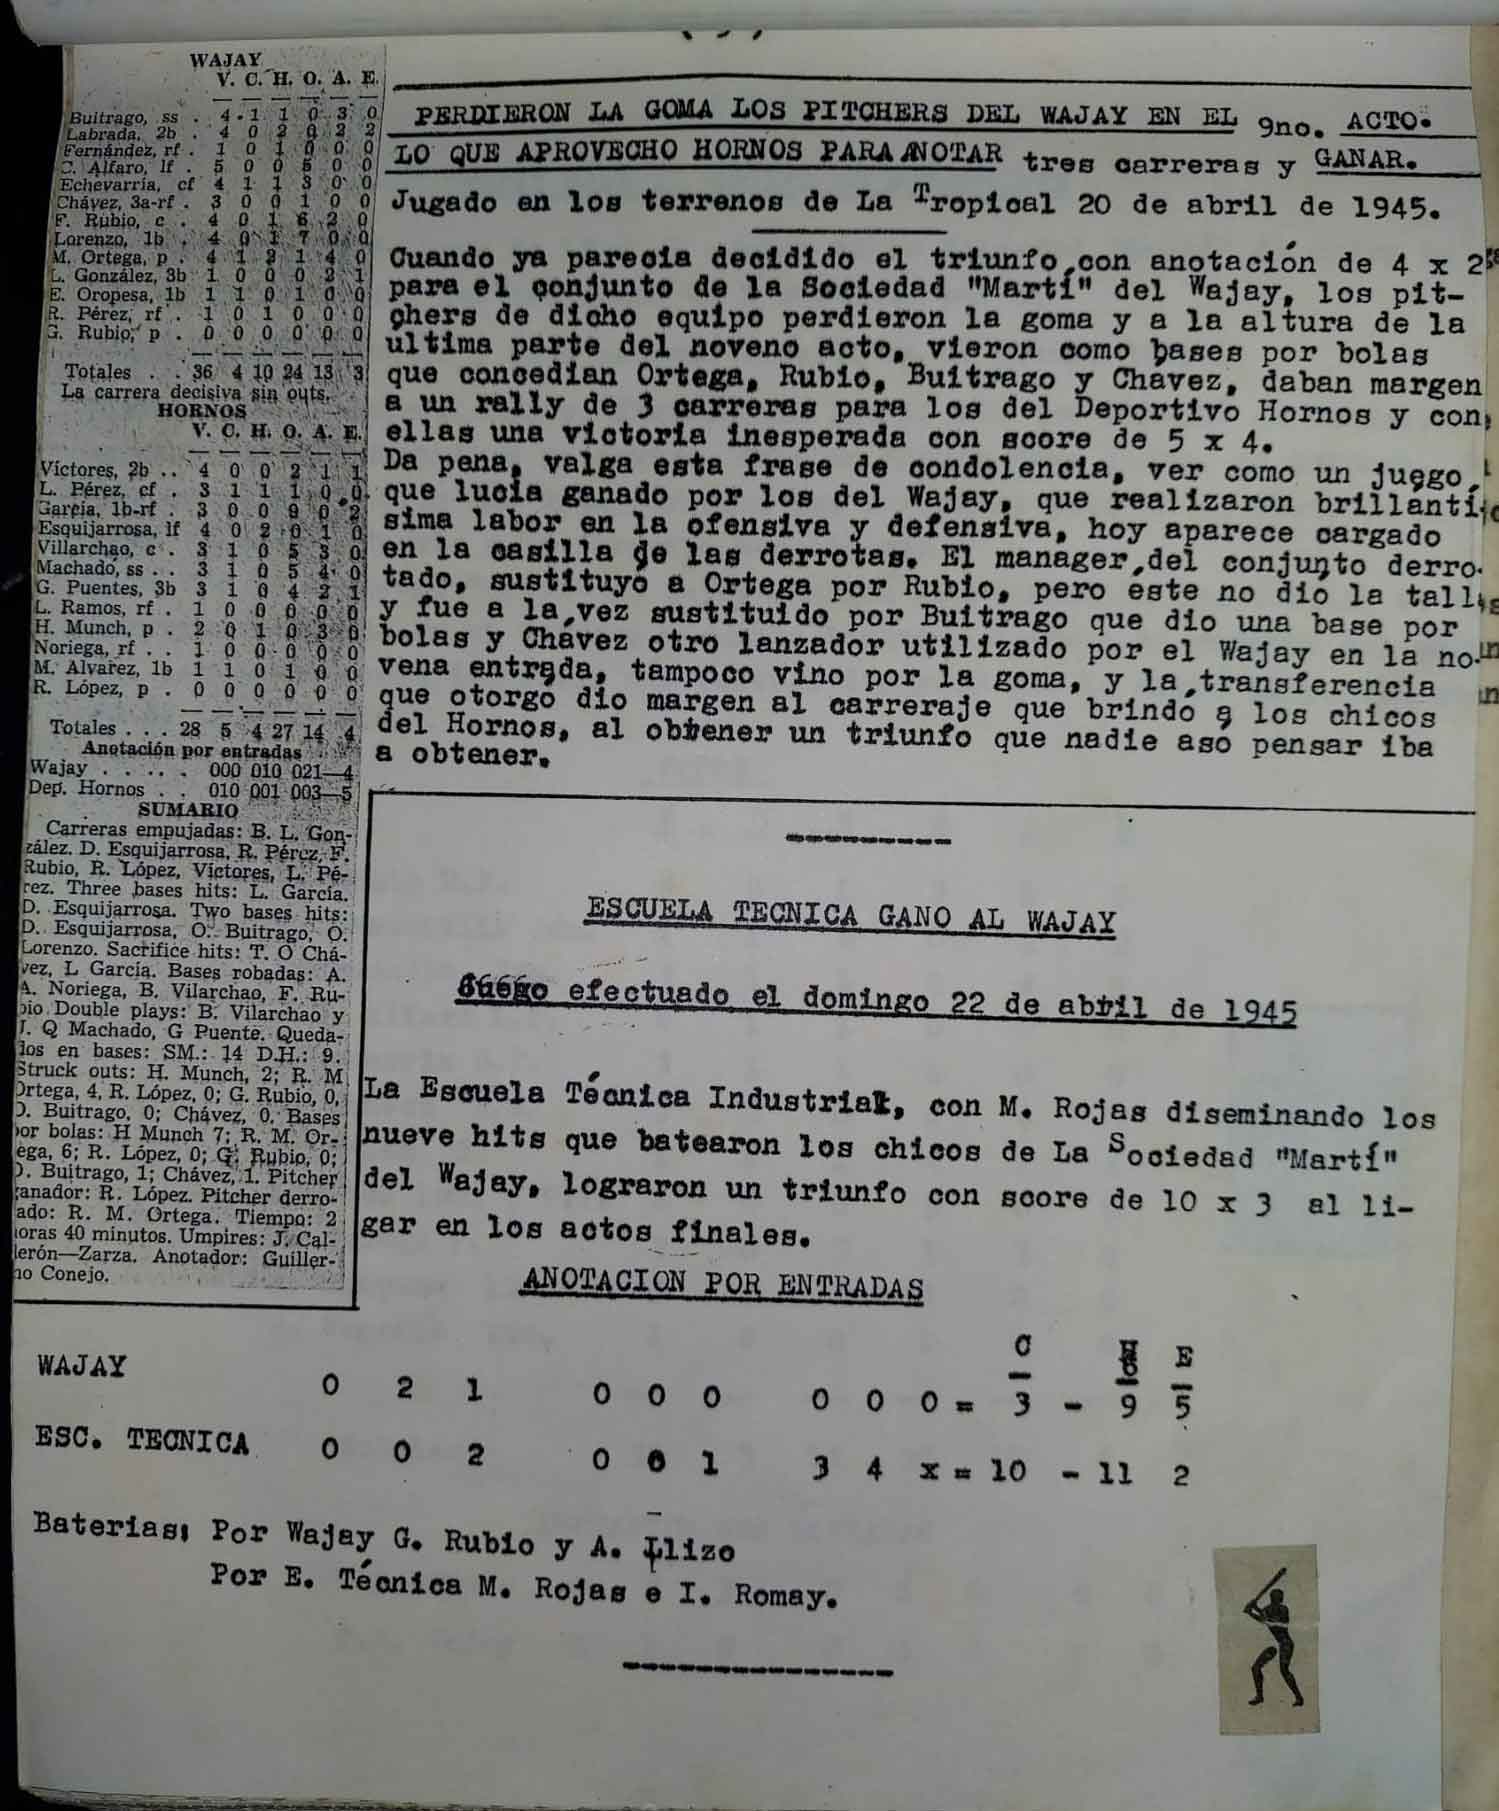 WAJAY
V. C. H. O. A. E.
Buitrago, ss . 4 1 1 0 3 0
Labrada, 2b . 4 0 2 0 2 2
Fernández, rf . 1 0 1 0 0 0
C. Alfaro, lf . 5 0 0 5 0 0
Echevarría, cf 4 1 1 3 0 0
Chávez, 3a-rf . 3 0 0 1 0 0
F. Rubio, c . 4 0 1 6 2 0
Lorenzo, 1b . 4 0 1 7 0 0
M. Ortega, p . 4 1 2 1 4 0
L. González, 3b 1 0 0 0 2 1
E. Oropesa, 1b 1 1 0 1 0 0
R. Pérez, rf . 1 0 1 0 0 0
G. Rubio, p . 0 0 0 0 0 0
Totales . . 36 4 10 24 13 3
La carrera decisiva sin outs.
HORNOS
V. C. H. O. A. E.
Víctores, 2b .. 4 0 0 2 1 1
L. Pérez, cf . 3 1 1 1 0 0
García, 1b-rf . 3 0 0 9 0 2
Esquijarrosa, lf 4 0 2 0 1 0
Villarchao, c . 3 1 0 5 3 0
Machado, ss . . 3 1 0 5 4 0
G. Puentes, 3b 3 1 0 4 2 1
L. Ramos, rf . 1 0 0 0 0 0
H. Munch, p . 2 0 1 0 3 0
Noriega, rf . . 1 0 0 0 0 0
M. Alvarez, 1b 1 1 0 1 0 0
R. López, p . 0 0 0 0 0 0
Totales . . . 28 5 4 27 14 4
Anotación por entradas
Wajay . . . . . 000 010 021—4
Dep. Hornos . . 010 001 003—5
SUMARIO
Carreras empujadas: B. L. Gon-
zález. D. Esquijarrosa, R. Pérez, F.
Rubio, R. López, Víctores, L. Pé-
rez. Three bases hits: L. García.
D. Esquijarrosa. Two bases hits:
D. Esquijarrosa, O. Buitrago, O.
Lorenzo. Sacrifice hits: T. O Chá-
vez, L García. Bases robadas: A.
A. Noriega, B. Vilarchao, F. Ru-
bio Double plays: B. Vilarchao y
J. Q Machado, G Puente. Queda-
dos en bases: SM.: 14 D.H.: 9.
Struck outs: H. Munch, 2; R. M
Ortega, 4, R. López, 0; G. Rubio, 0,
O. Buitrago, 0; Chávez, 0. Bases
por bolas: H Munch 7; R. M. Or-
ega, 6; R. López, 0; G. Rubio, 0;
O. Buitrago, 1; Chávez, 1. Pitcher
ganador: R. López. Pitcher derro-
ado: R. M. Ortega. Tiempo: 2
horas 40 minutos. Umpires: J. Cal-
derón—Zarza. Anotador: Guiller-
mo Conejo.
PERDIERON LA GOMA LOS PITCHERS DEL WAJAY EN EL 9no. ACTO.
LO QUE APROVECHO HORNOS PARA ANOTAR tres carreras y GANAR.
Jugado en los terrenos de La Tropical 20 de abril de 1945.
Cuando ya parecia decidido el triunfo, con anotación de 4 x 2
para el conjunto de la Sociedad "Martí" del Wajay, los pit-
chers de dicho equipo perdieron la goma y a la altura de la
ultima parte del noveno acto, vieron como bases por bolas
que concedian Ortega, Rubio, Buitrago y Chavez, daban margen
a un rally de 3 carreras para los del Deportivo Hornos y con
ellas una victoria inesperada con score de 5 x 4.
Da pena, valga esta frase de condolencia, ver como un juego
que lucia ganado por los del Wajay, que realizaron brillantí
sima labor en la ofensiva y defensiva, hoy aparece cargado
en la casilla de las derrotas. El manager del conjunto derro-
tado, sustituyó a Ortega por Rubio, pero este no dio la tall
y fue a la vez sustituido por Buitrago que dio una base por
bolas y Chavez otro lanzador utilizado por el Wajay en la no-
vena entrada, tampoco vino por la goma, y la transferencia
que otorgó dio margen al carreraje que brindo a los chicos
del Hornos, al obtener un triunfo que nadie asó pensar iba
a obtener.
ESCUELA TECNICA GANO AL WAJAY
Juego efectuado el domingo 22 de abril de 1945
La Escuela Técnica Industrial, con M. Rojas diseminando los
nueve hits que batearon los chicos de La Sociedad "Martí"
del Wajay, lograron un triunfo con score de 10 x 3 al li-
gar en los actos finales.
ANOTACION POR ENTRADAS
C H E
WAJAY 0 2 1 0 0 0 0 0 0 = 3 - 9 5
ESC. TECNICA 0 0 2 0 0 1 3 4 x = 10 - 11 2
Baterias: Por Wajay G. Rubio y A. Llizo
Por E. Técnica M. Rojas e I. Romay.